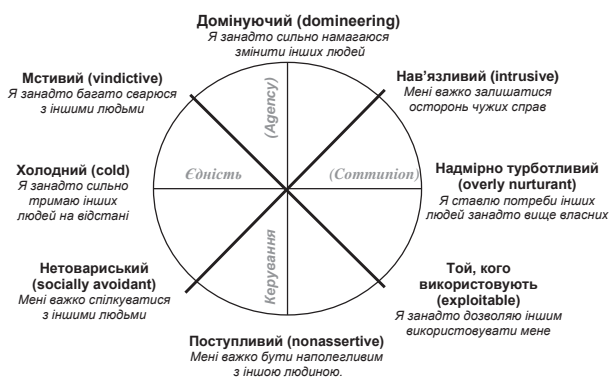 Домінуючий (domineering)
Я занадто сильно намагаюся
змінити інших людей
Мстивий (vindictive)
Я занадто багато сварюся
з іншими людьми
(Agency)
Нав’язливий (intrusive)
Мені важко залишатися
осторонь чужих справ
Холодний (cold)
Я занадто сильно
тримаю інших
людей на відстані
Єдність
(Communion)
Надмірно турботливий
(overly nurturant)
Я ставлю потреби інших
людей занадто вище власних
Нетовариський
(socially avoidant)
Мені важко спілкуватися
з іншими людьми
Керування
Той, кого
використовують
(exploitable)
Я занадто дозволяю іншим
використовувати мене
Поступливий (nonassertive)
Мені важко бути наполегливим
з іншою людиною.